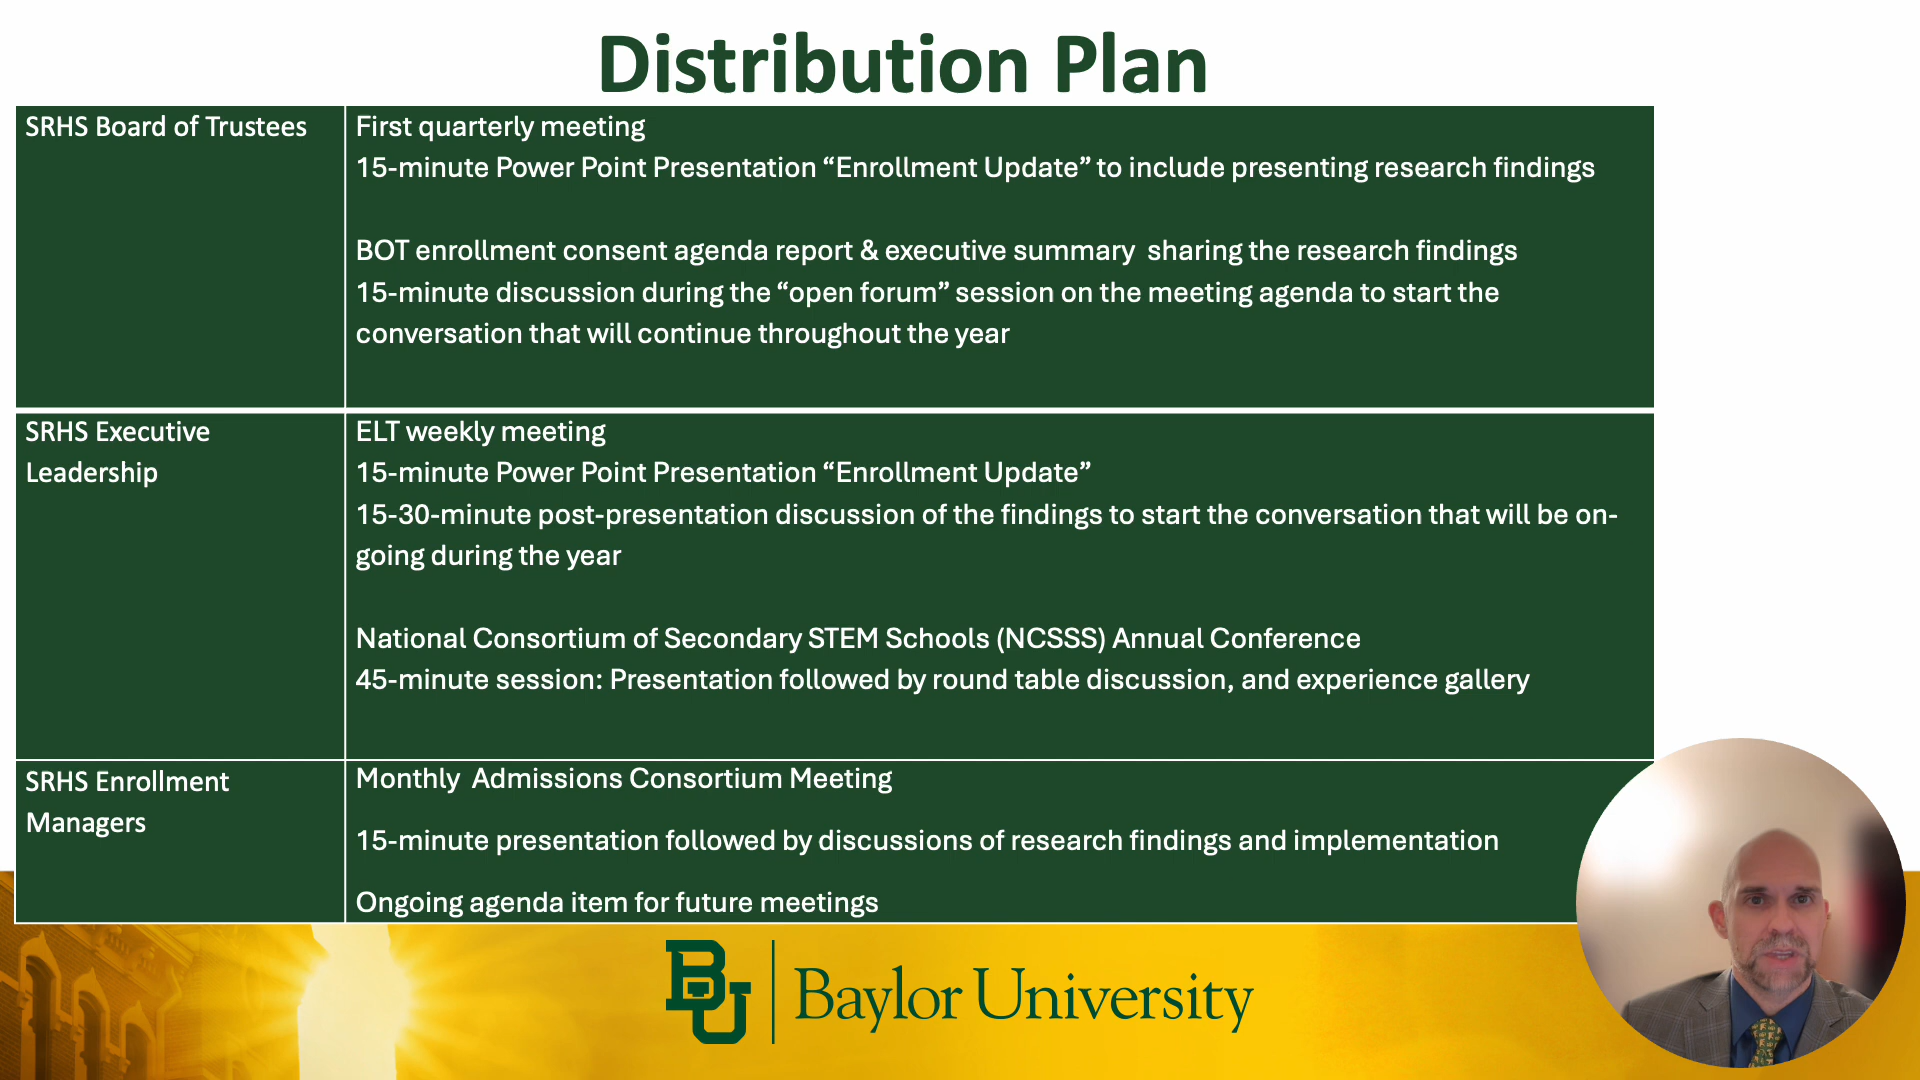 Distribution Plan
SRHS Board of Trustees
First quarterly meeting
15-minute Power Point Presentation “Enrollment Update” to include presenting research findings
BOT enrollment consent agenda report & executive summary  sharing the research findings
15-minute discussion during the “open forum” session on the meeting agenda to start the
conversation that will continue throughout the year
SRHS Executive
Leadership
ELT weekly meeting
15-minute Power Point Presentation “Enrollment Update”
15-30-minute post-presentation discussion of the findings to start the conversation that will be on-
going during the year
National Consortium of Secondary STEM Schools (NCSSS) Annual Conference
45-minute session: Presentation followed by round table discussion, and experience gallery
SRHS Enrollment
Managers
Monthly  Admissions Consortium Meeting
15-minute presentation followed by discussions of research findings and implementation
Ongoing agenda item for future meetings
BU
Baylor University